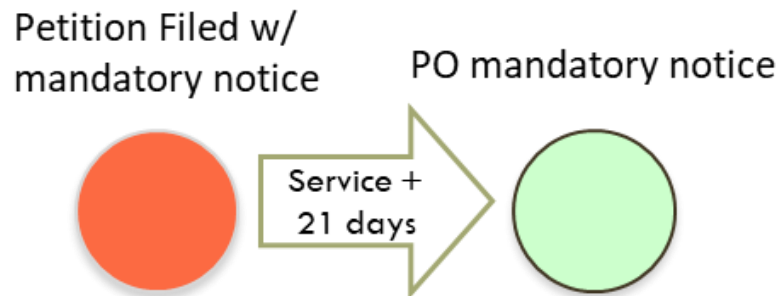 Petition Filed w/
mandatory notice
PO mandatory notice
Service +
21 days